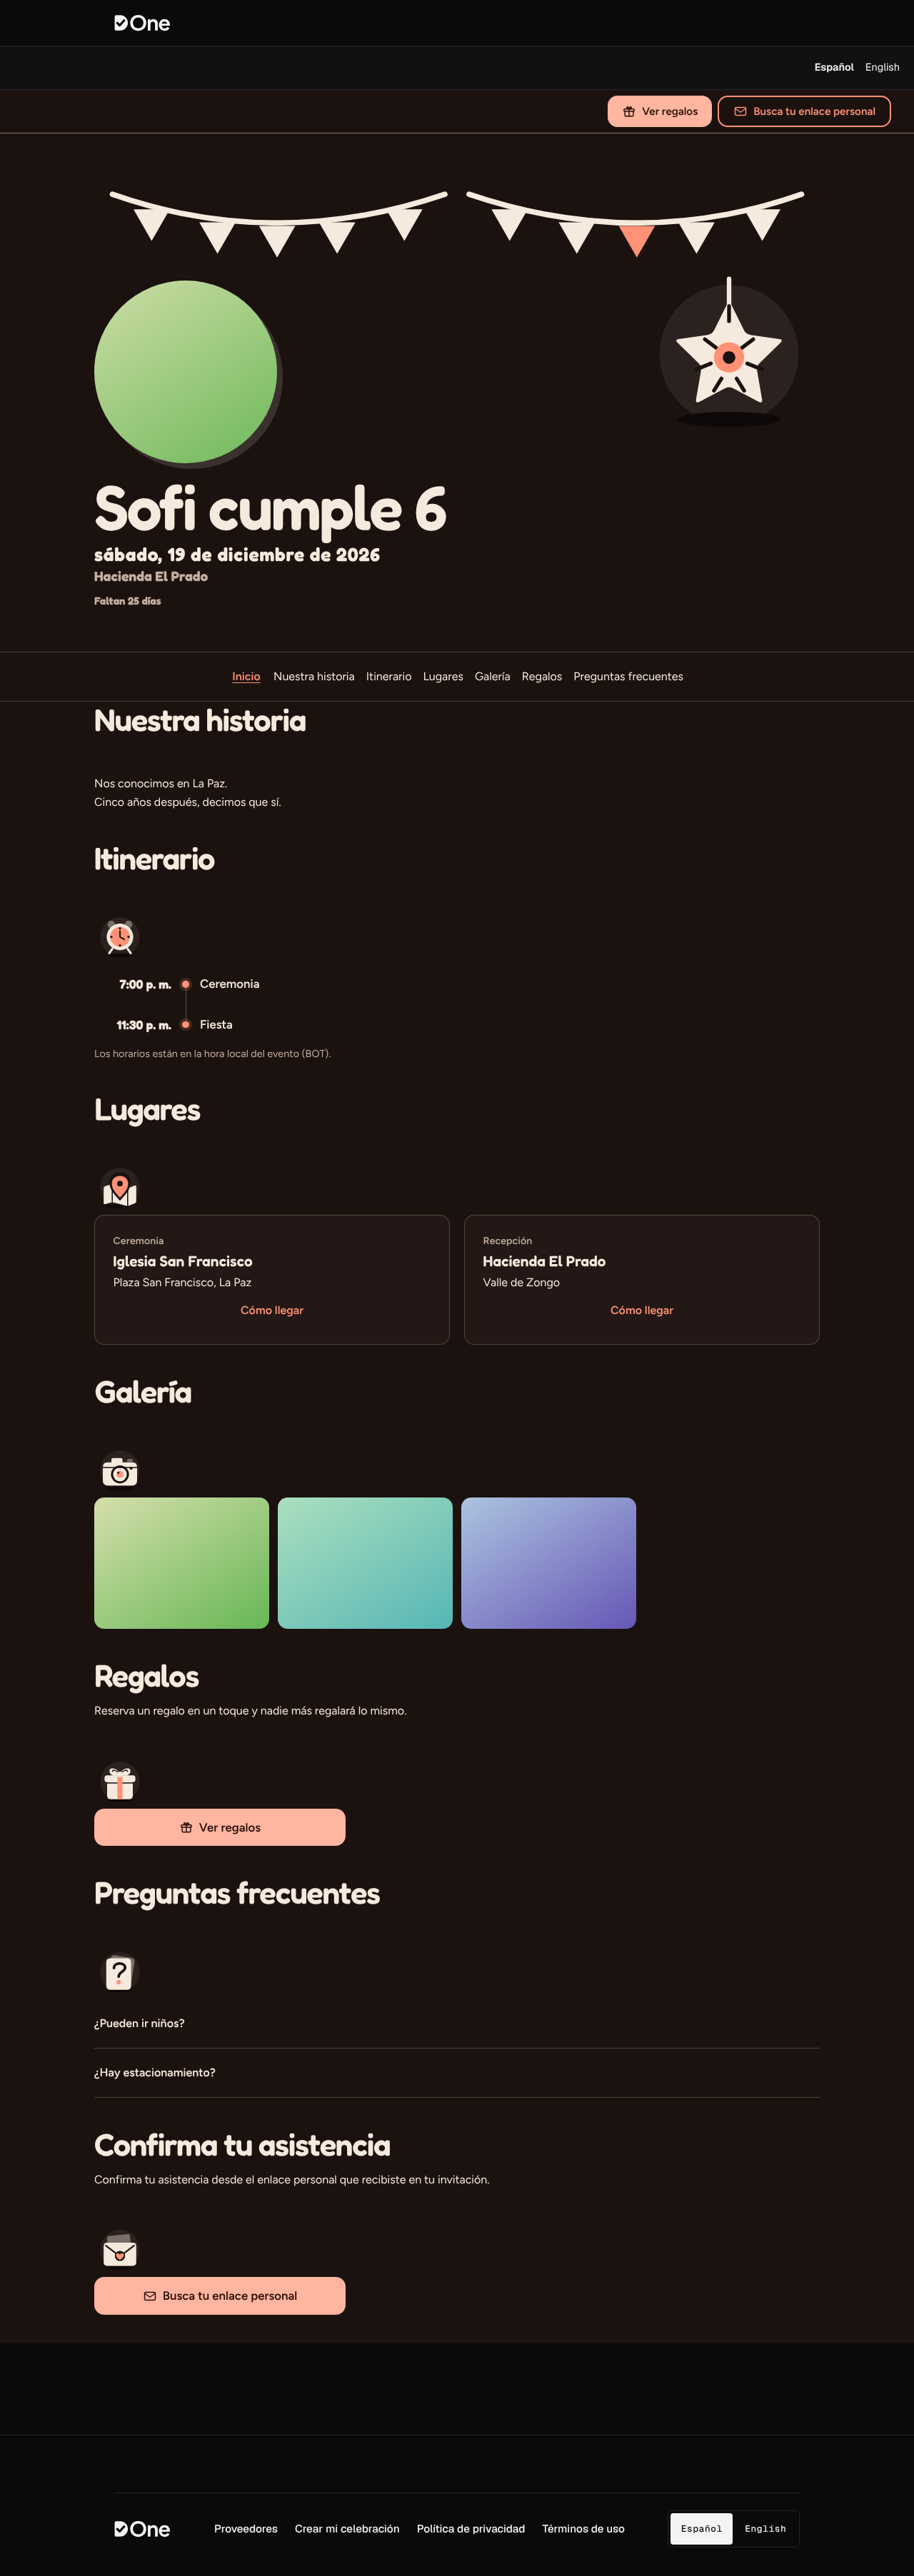 One
Español English
Ver regalos Busca tu enlace personal
Sofi cumple 6
sábado, 19 de diciembre de 2026
Hacienda El Prado
Faltan 25 días
Inicio Nuestra historia Itinerario Lugares Galería Regalos Preguntas frecuentes
Nuestra historia
Nos conocimos en La Paz.
Cinco años después, decimos que sí.
Itinerario
7:00 p. m. Ceremonia
11:30 p. m. Fiesta
Los horarios están en la hora local del evento (BOT).
Lugares
Ceremonia
Iglesia San Francisco
Plaza San Francisco, La Paz
Cómo llegar
Recepción
Hacienda El Prado
Valle de Zongo
Cómo llegar
Galería
Regalos
Reserva un regalo en un toque y nadie más regalará lo mismo.
Ver regalos
Preguntas frecuentes
¿Pueden ir niños?
¿Hay estacionamiento?
Confirma tu asistencia
Confirma tu asistencia desde el enlace personal que recibiste en tu invitación.
Busca tu enlace personal
One Proveedores Crear mi celebración Política de privacidad Términos de uso Español English